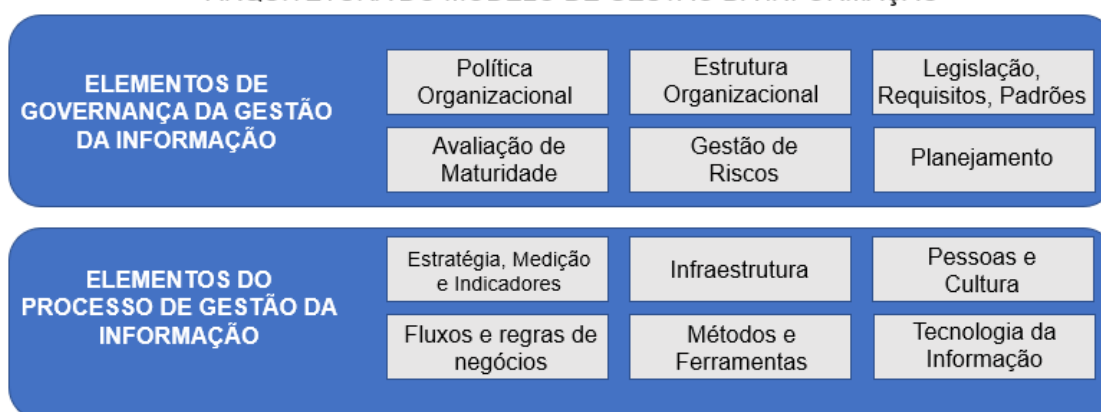 ELEMENTOS DE
GOVERNANÇA DA GESTÃO
DA INFORMAÇÃO
Política
Organizacional
Estrutura
Organizacional
Legislação,
Requisitos, Padrões
Avaliação de
Maturidade
Gestão de
Riscos
Planejamento
ELEMENTOS DO
PROCESSO DE GESTÃO DA
INFORMAÇÃO
Estratégia, Medição
e Indicadores
Infraestrutura
Pessoas e
Cultura
Fluxos e regras de
negócios
Métodos e
Ferramentas
Tecnologia da
Informação